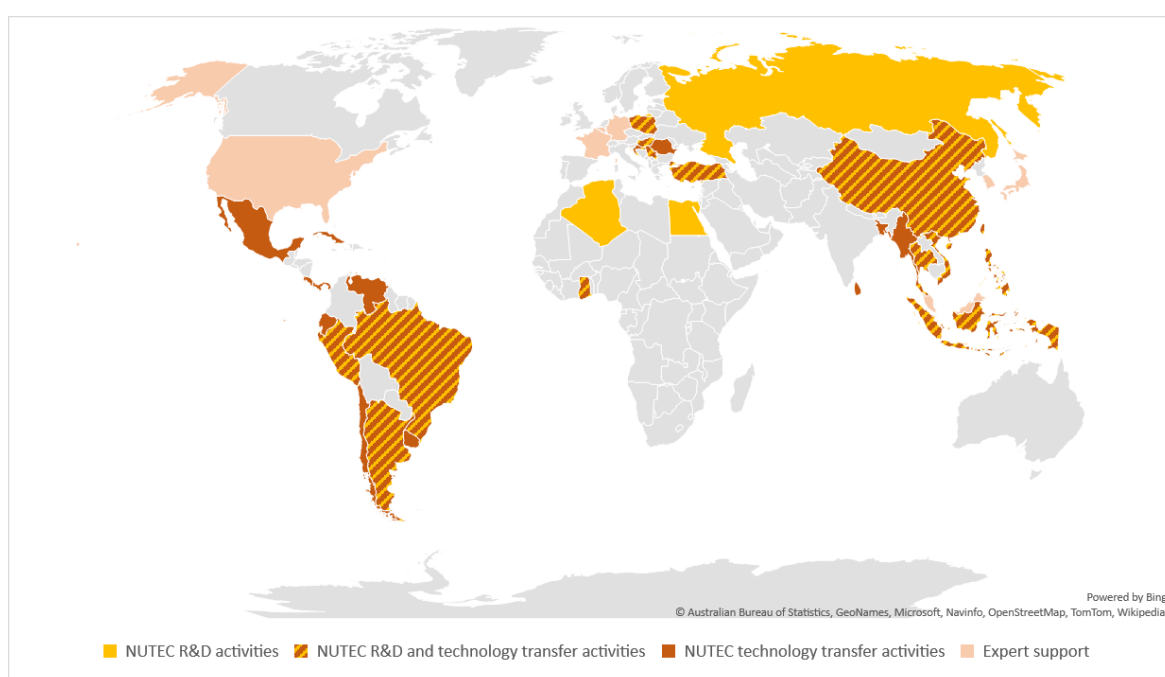 Powered by Bing
© Australian Bureau of Statistics, GeoNames, Microsoft, Navinfo, OpenStreetMap, TomTom, Wikipedia
NUTEC R&D activities NUTEC R&D and technology transfer activities NUTEC technology transfer activities Expert support